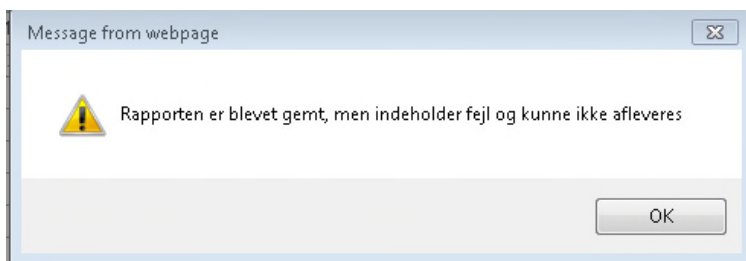 Message from webpage
Rapporten er blevet gemt, men indeholder fejl og kunne ikke afleveres
OK